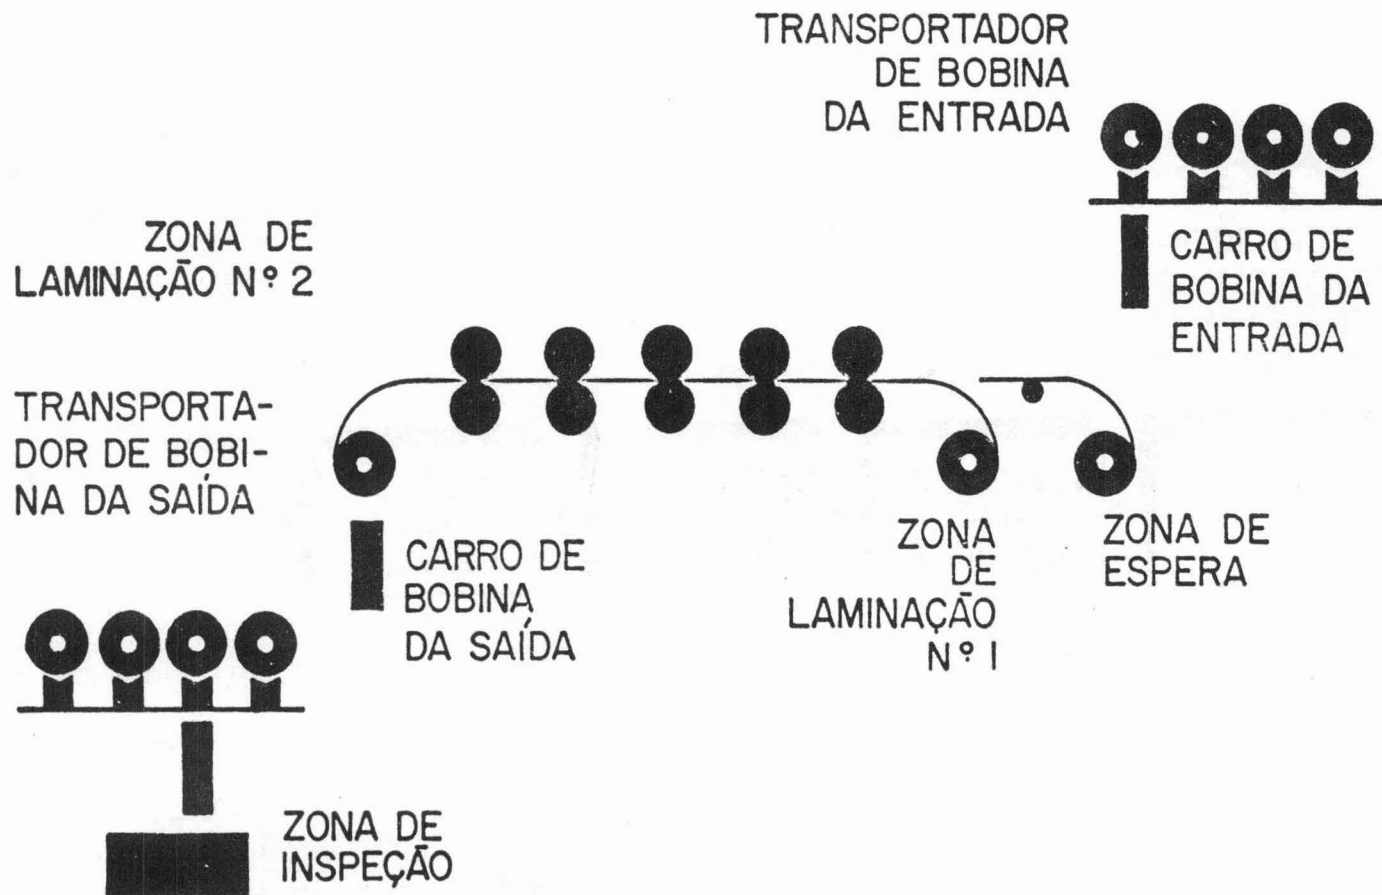 TRANSPORTADOR
DE BOBINA
DA ENTRADA
CARRO DE
BOBINA DA
ENTRADA
ZONA DE
LAMINAÇÃO Nº 2
TRANSPORTA-
DOR DE BOBI-
NA DA SAÍDA
CARRO DE
BOBINA
DA SAÍDA
ZONA
DE
LAMINAÇÃO
Nº I
ZONA DE
ESPERA
ZONA DE
INSPEÇÃO